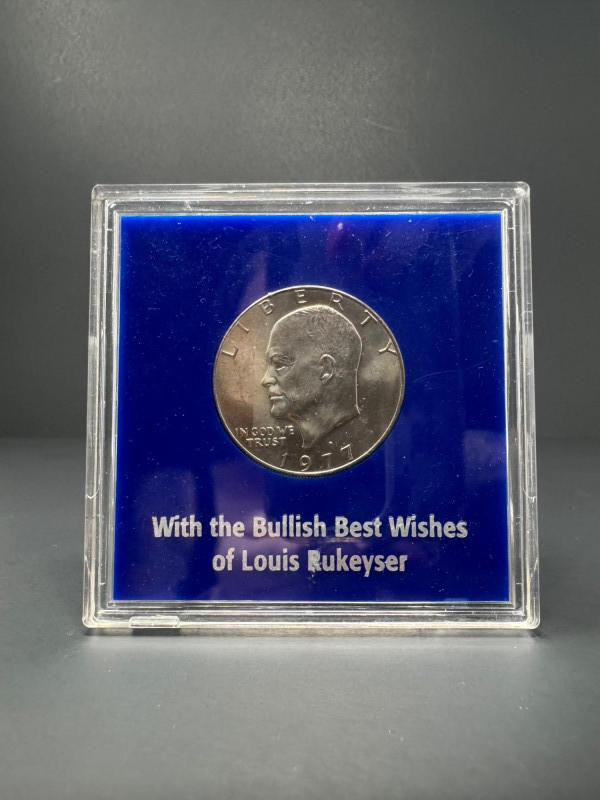 LIBERTY
IN GOD WE
TRUST
1977
With the Bullish Best Wishes
of Louis Rukeyser